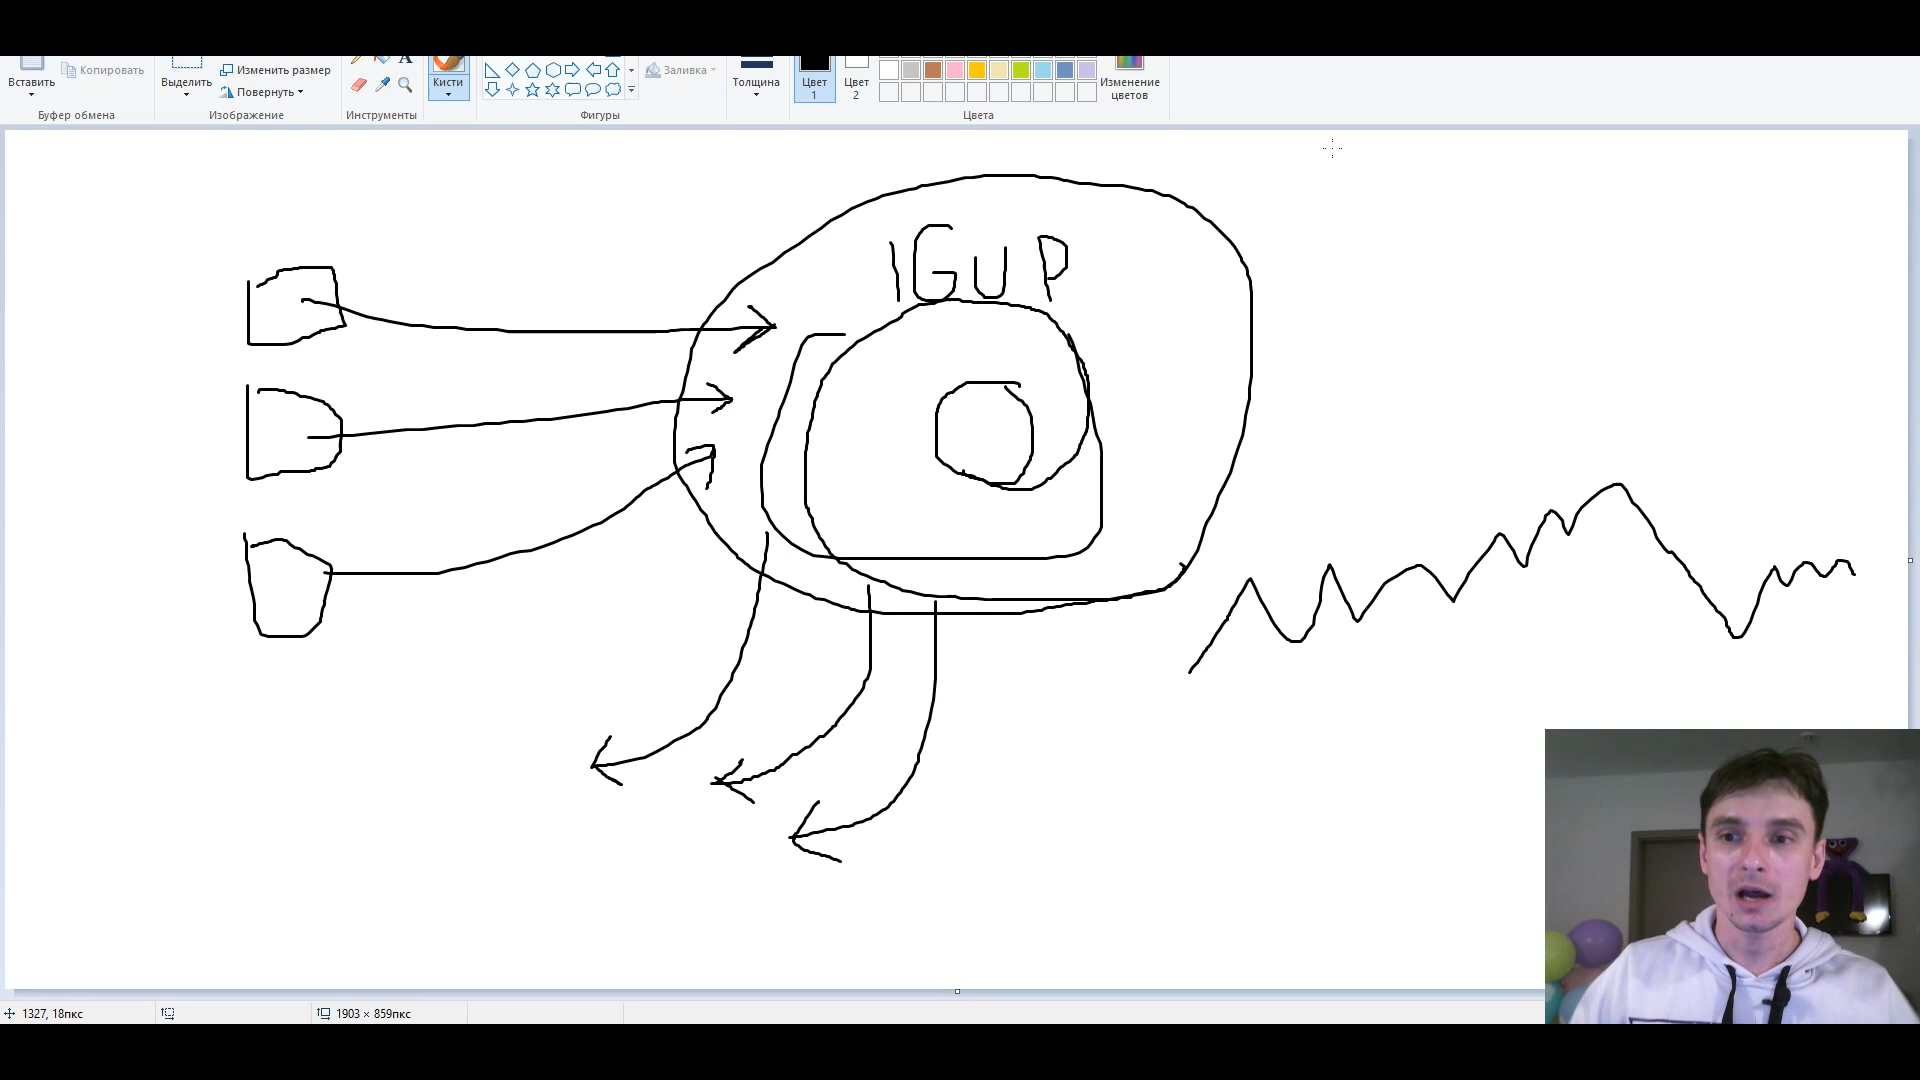 Вставить
Копировать
Выделить
Изменить размер
Повернуть
A
Кисти
Заливка
Толщина
Цвет 1
Цвет 2
Изменение цветов
Буфер обмена
Изображение
Инструменты
Фигуры
Цвета
IGUP
1327, 18пкс
1903 × 859пкс